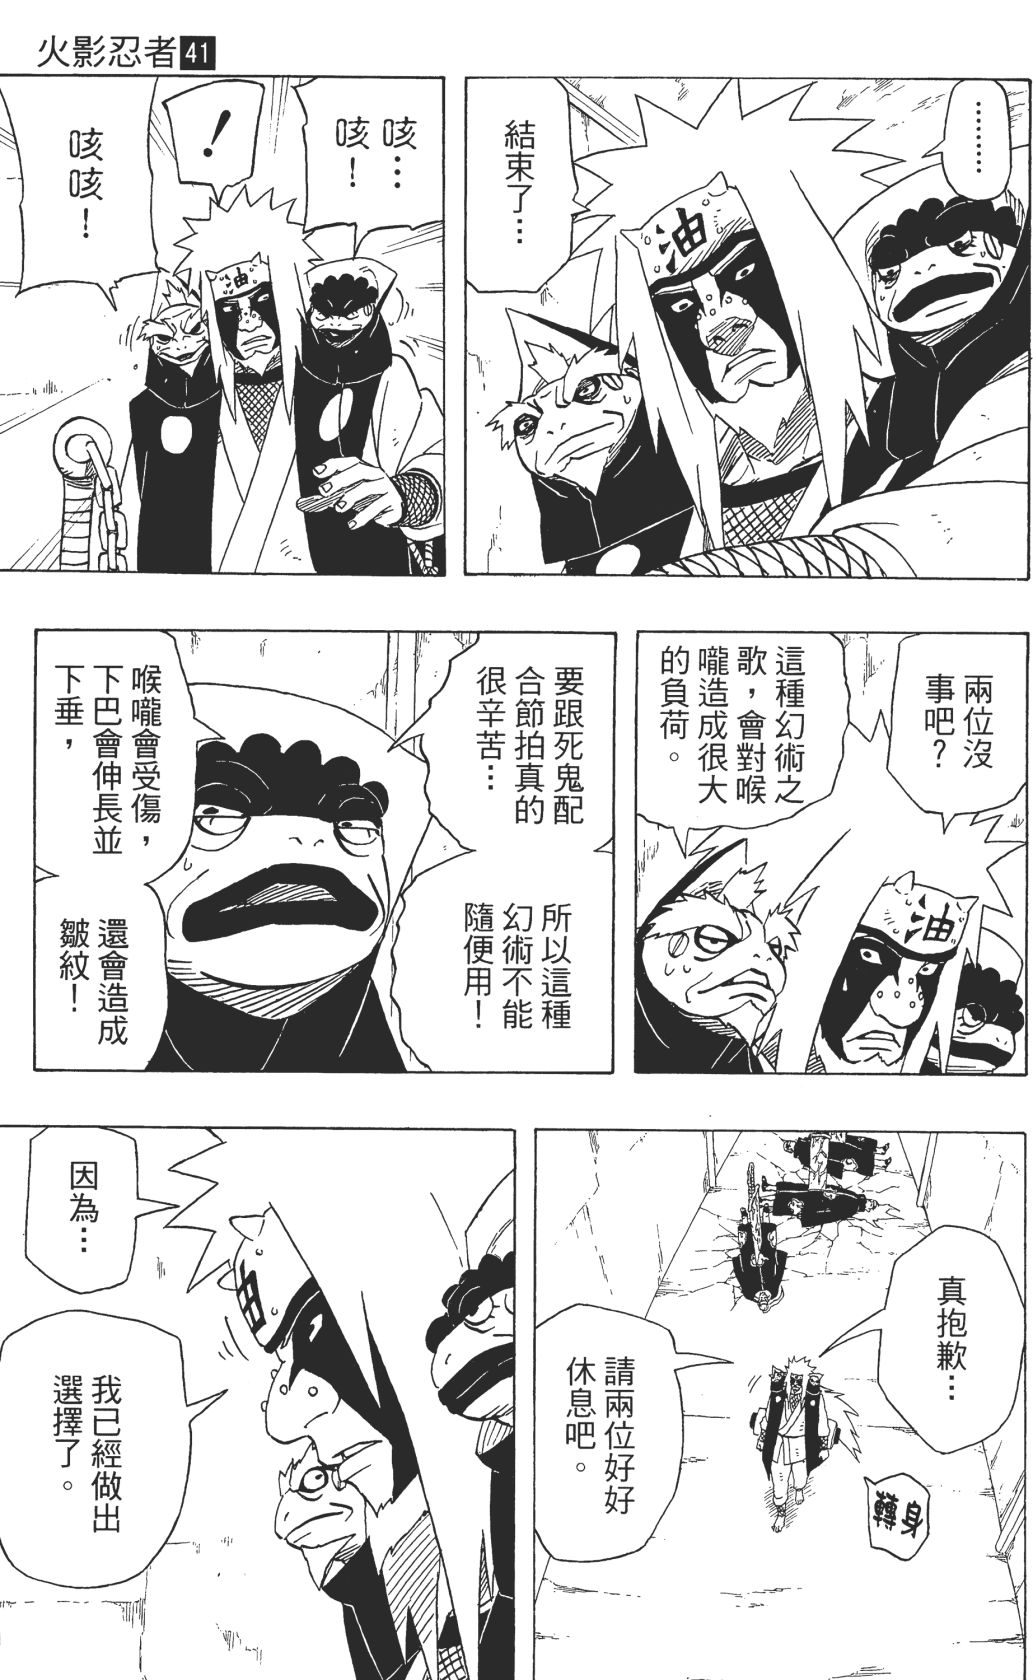 火影忍者41
………
結束了…
咳…
咳！
！
咳
咳！
兩位沒
事吧？
這種幻術之
歌，會對喉
嚨造成很大
的負荷。
要跟死鬼配
合節拍真的
很辛苦…
所以這種
幻術不能
隨便用！
喉嚨會受傷，
下巴會伸長並
下垂，
還會造成
皺紋！
油
真抱歉…
請兩位好好
休息吧。
轉身
因為…
我已經做出
選擇了。